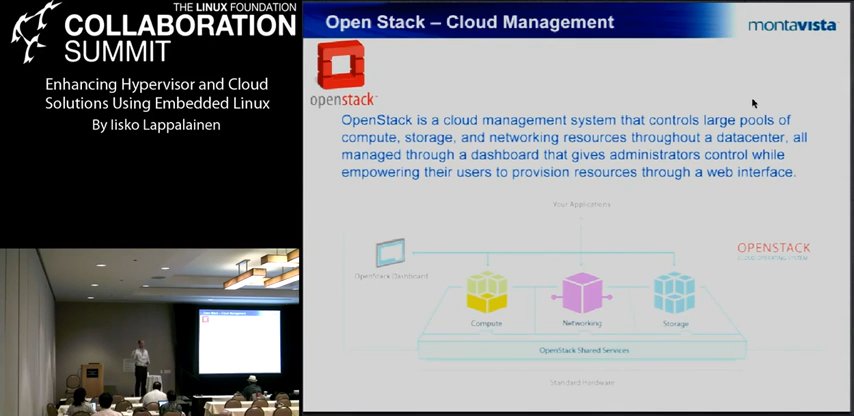 THE LINUX FOUNDATION
COLLABORATION
SUMMIT
Enhancing Hypervisor and Cloud
Solutions Using Embedded Linux
By Iisko Lappalainen
Open Stack – Cloud Management
montavista
openstack
OpenStack is a cloud management system that controls large pools of
compute, storage, and networking resources throughout a datacenter, all
managed through a dashboard that gives administrators control while
empowering their users to provision resources through a web interface.
Your Applications
OPENSTACK
CLOUD OPERATING SYSTEM
OpenStack Dashboard
Compute
Networking
Storage
OpenStack Shared Services
Standard Hardware